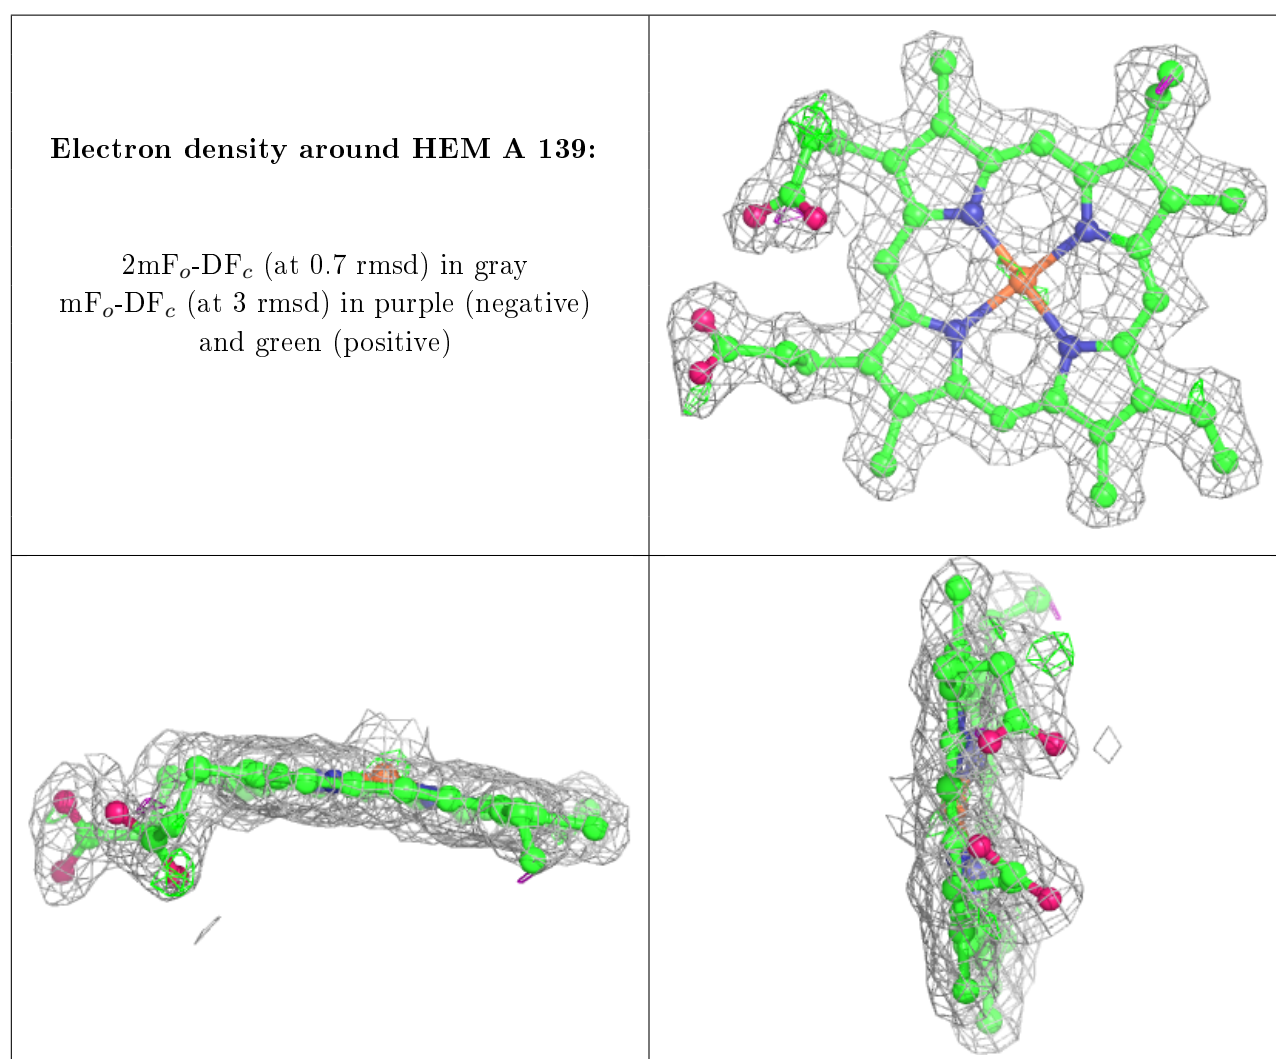 Electron density around HEM A 139:
2mFₒ-DF𝒸 (at 0.7 rmsd) in gray
mFₒ-DF𝒸 (at 3 rmsd) in purple (negative)
and green (positive)